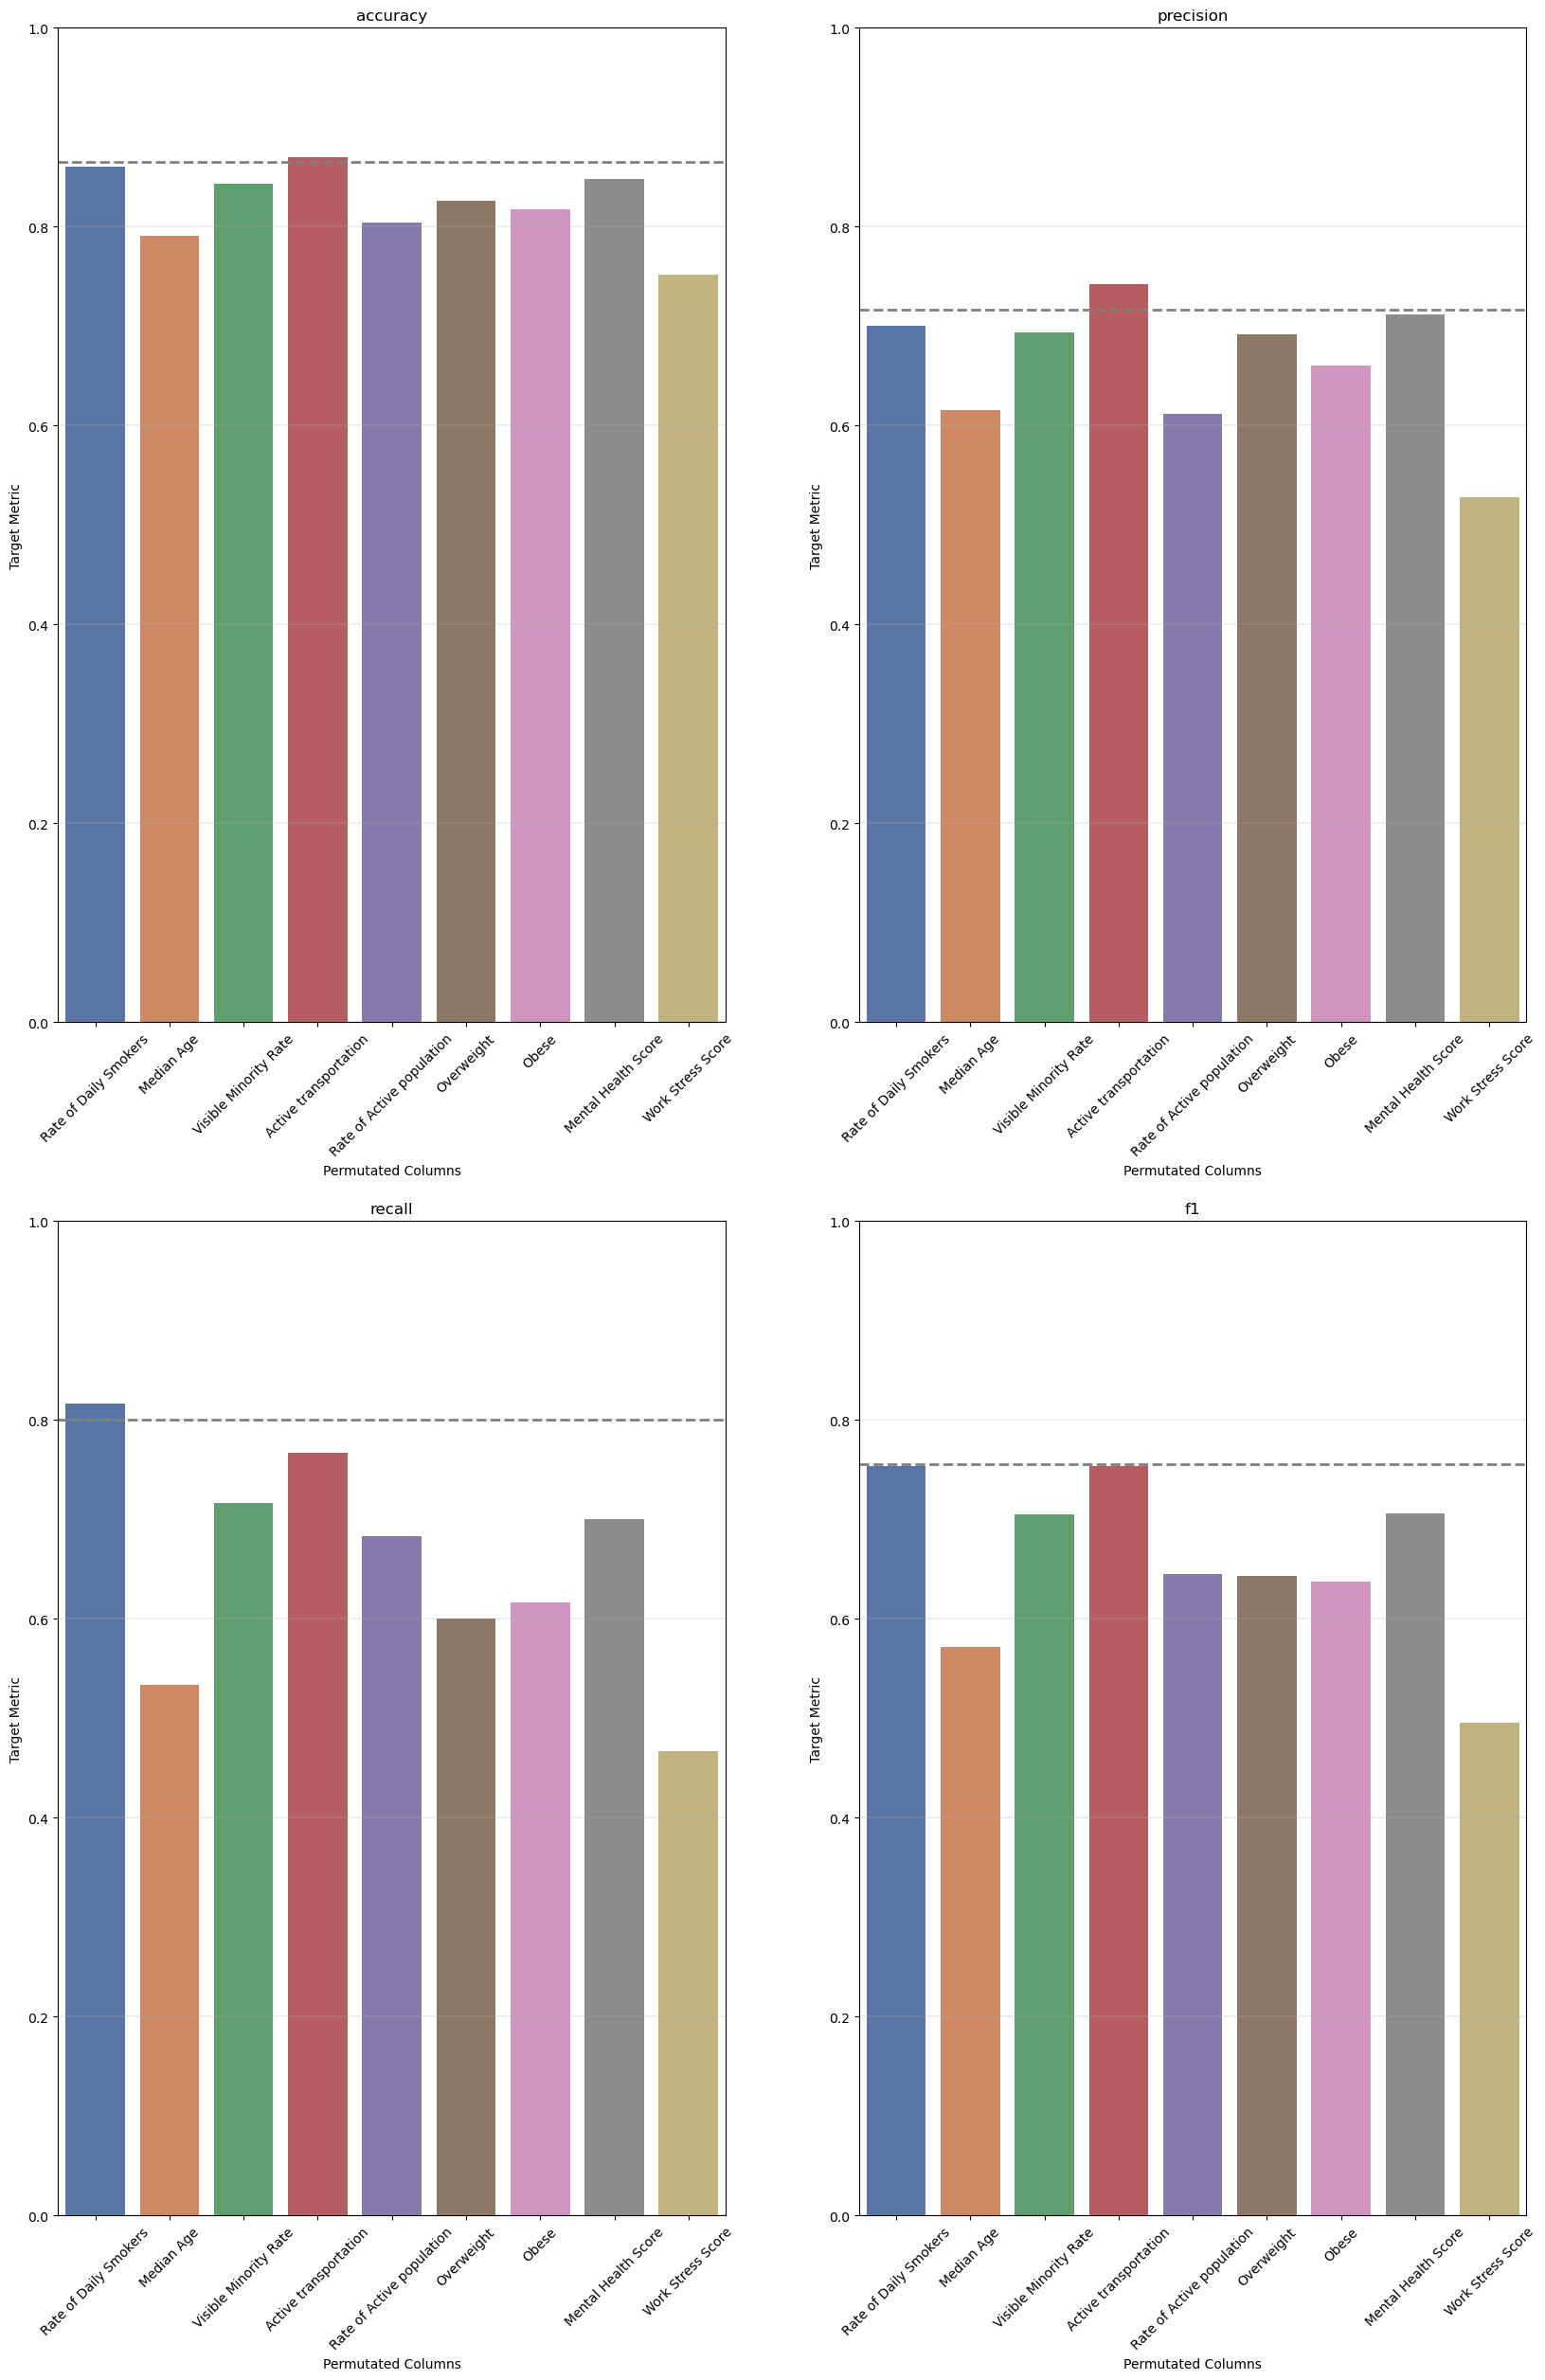 accuracy
1.0
0.8
0.6
0.4
0.2
0.0
Target Metric
Rate of Daily Smokers
Median Age
Visible Minority Rate
Active transportation
Rate of Active population
Overweight
Obese
Mental Health Score
Work Stress Score
Permutated Columns
precision
1.0
0.8
0.6
0.4
0.2
0.0
Target Metric
Rate of Daily Smokers
Median Age
Visible Minority Rate
Active transportation
Rate of Active population
Overweight
Obese
Mental Health Score
Work Stress Score
Permutated Columns
recall
1.0
0.8
0.6
0.4
0.2
0.0
Target Metric
Rate of Daily Smokers
Median Age
Visible Minority Rate
Active transportation
Rate of Active population
Overweight
Obese
Mental Health Score
Work Stress Score
Permutated Columns
f1
1.0
0.8
0.6
0.4
0.2
0.0
Target Metric
Rate of Daily Smokers
Median Age
Visible Minority Rate
Active transportation
Rate of Active population
Overweight
Obese
Mental Health Score
Work Stress Score
Permutated Columns